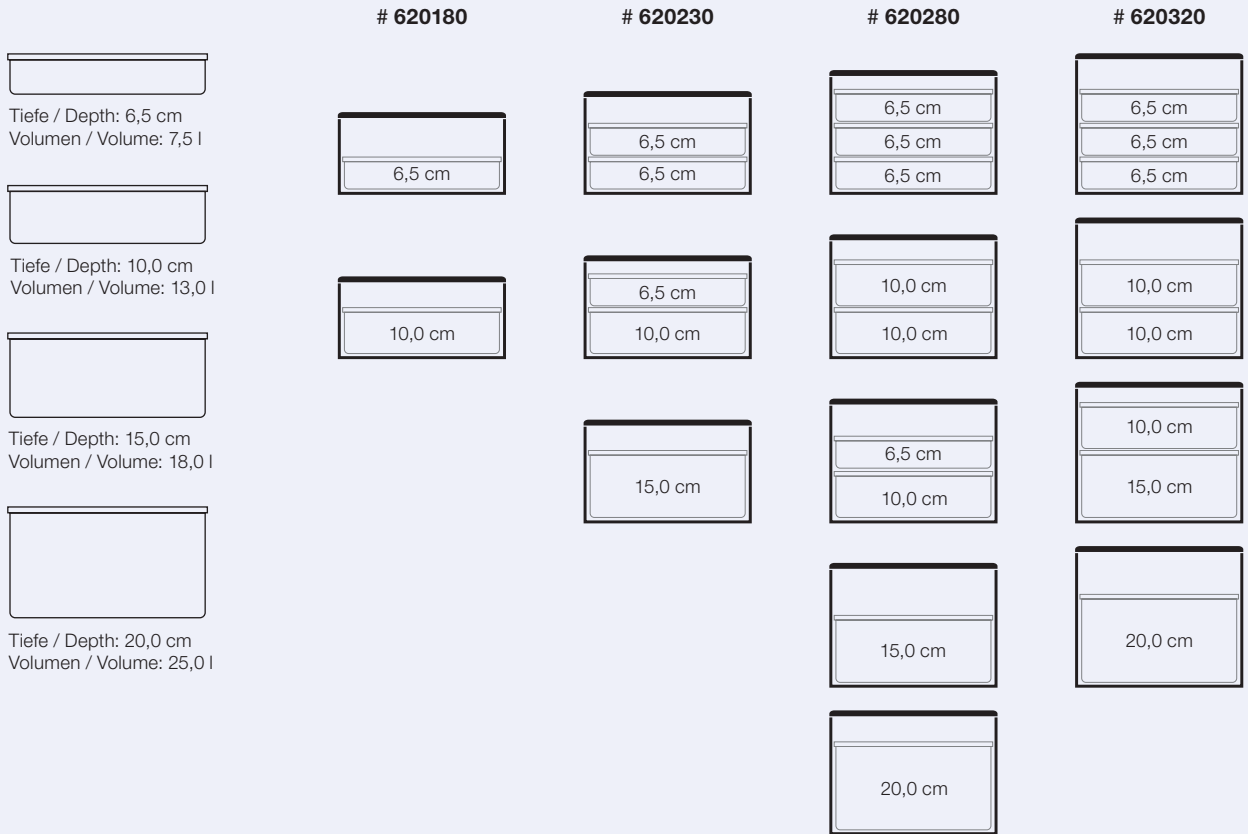 # 620180
# 620230
# 620280
# 620320
Tiefe / Depth: 6,5 cm
Volumen / Volume: 7,5 l
Tiefe / Depth: 10,0 cm
Volumen / Volume: 13,0 l
Tiefe / Depth: 15,0 cm
Volumen / Volume: 18,0 l
Tiefe / Depth: 20,0 cm
Volumen / Volume: 25,0 l
6,5 cm
10,0 cm
6,5 cm
6,5 cm
6,5 cm
10,0 cm
15,0 cm
6,5 cm
6,5 cm
6,5 cm
10,0 cm
10,0 cm
6,5 cm
10,0 cm
15,0 cm
20,0 cm
6,5 cm
6,5 cm
6,5 cm
10,0 cm
10,0 cm
10,0 cm
15,0 cm
20,0 cm